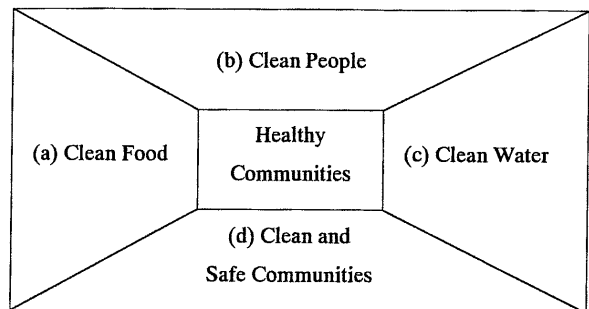 (b) Clean People
(a) Clean Food
Healthy
Communities
(c) Clean Water
(d) Clean and
Safe Communities